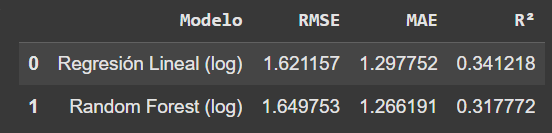 Modelo RMSE MAE R²
0 Regresión Lineal (log) 1.621157 1.297752 0.341218
1 Random Forest (log) 1.649753 1.266191 0.317772